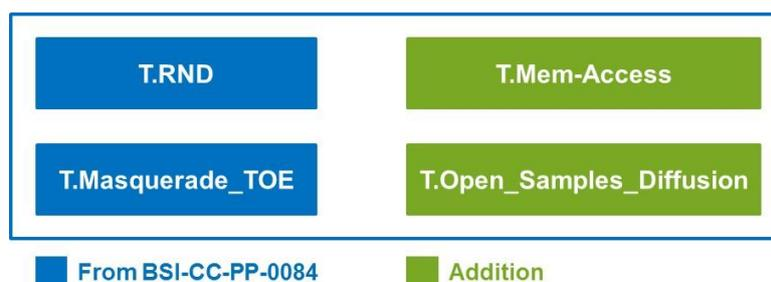 T.RND
T.Mem-Access
T.Masquerade_TOE
T.Open_Samples_Diffusion
From BSI-CC-PP-0084
Addition